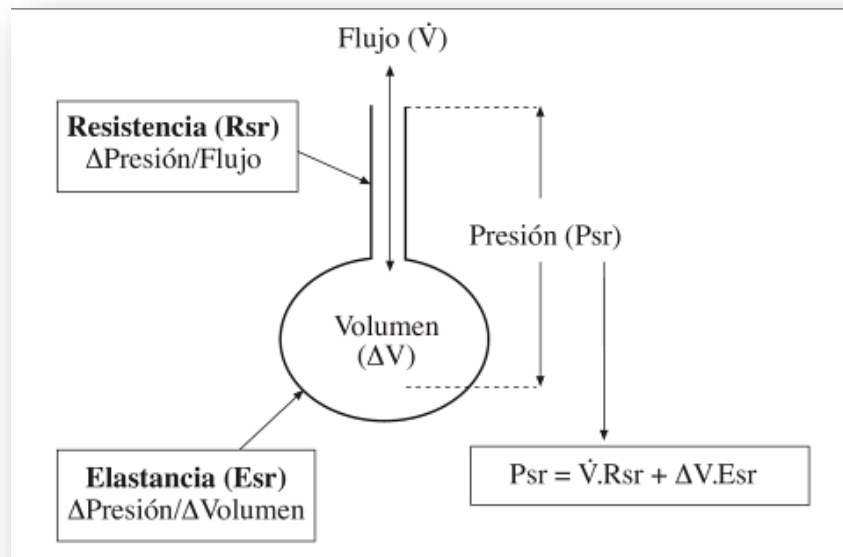 Flujo (V̇)
Resistencia (Rsr)
ΔPresión/Flujo
Presión (Psr)
Volumen
(ΔV)
Elastancia (Esr)
ΔPresión/ΔVolumen
Psr = V̇.Rsr + ΔV.Esr